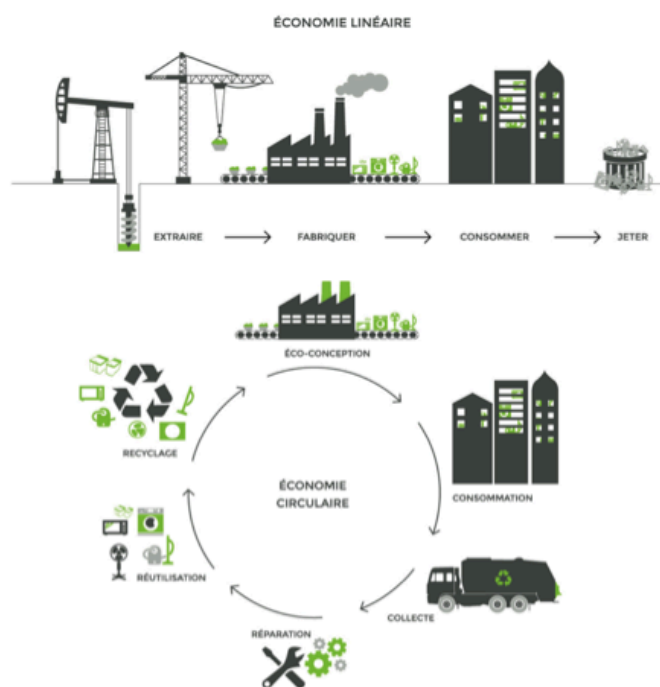 ÉCONOMIE LINÉAIRE
EXTRAIRE
FABRIQUER
CONSOMMER
JETER
ÉCO-CONCEPTION
RECYCLAGE
ÉCONOMIE
CIRCULAIRE
CONSOMMATION
RÉUTILISATION
COLLECTE
RÉPARATION